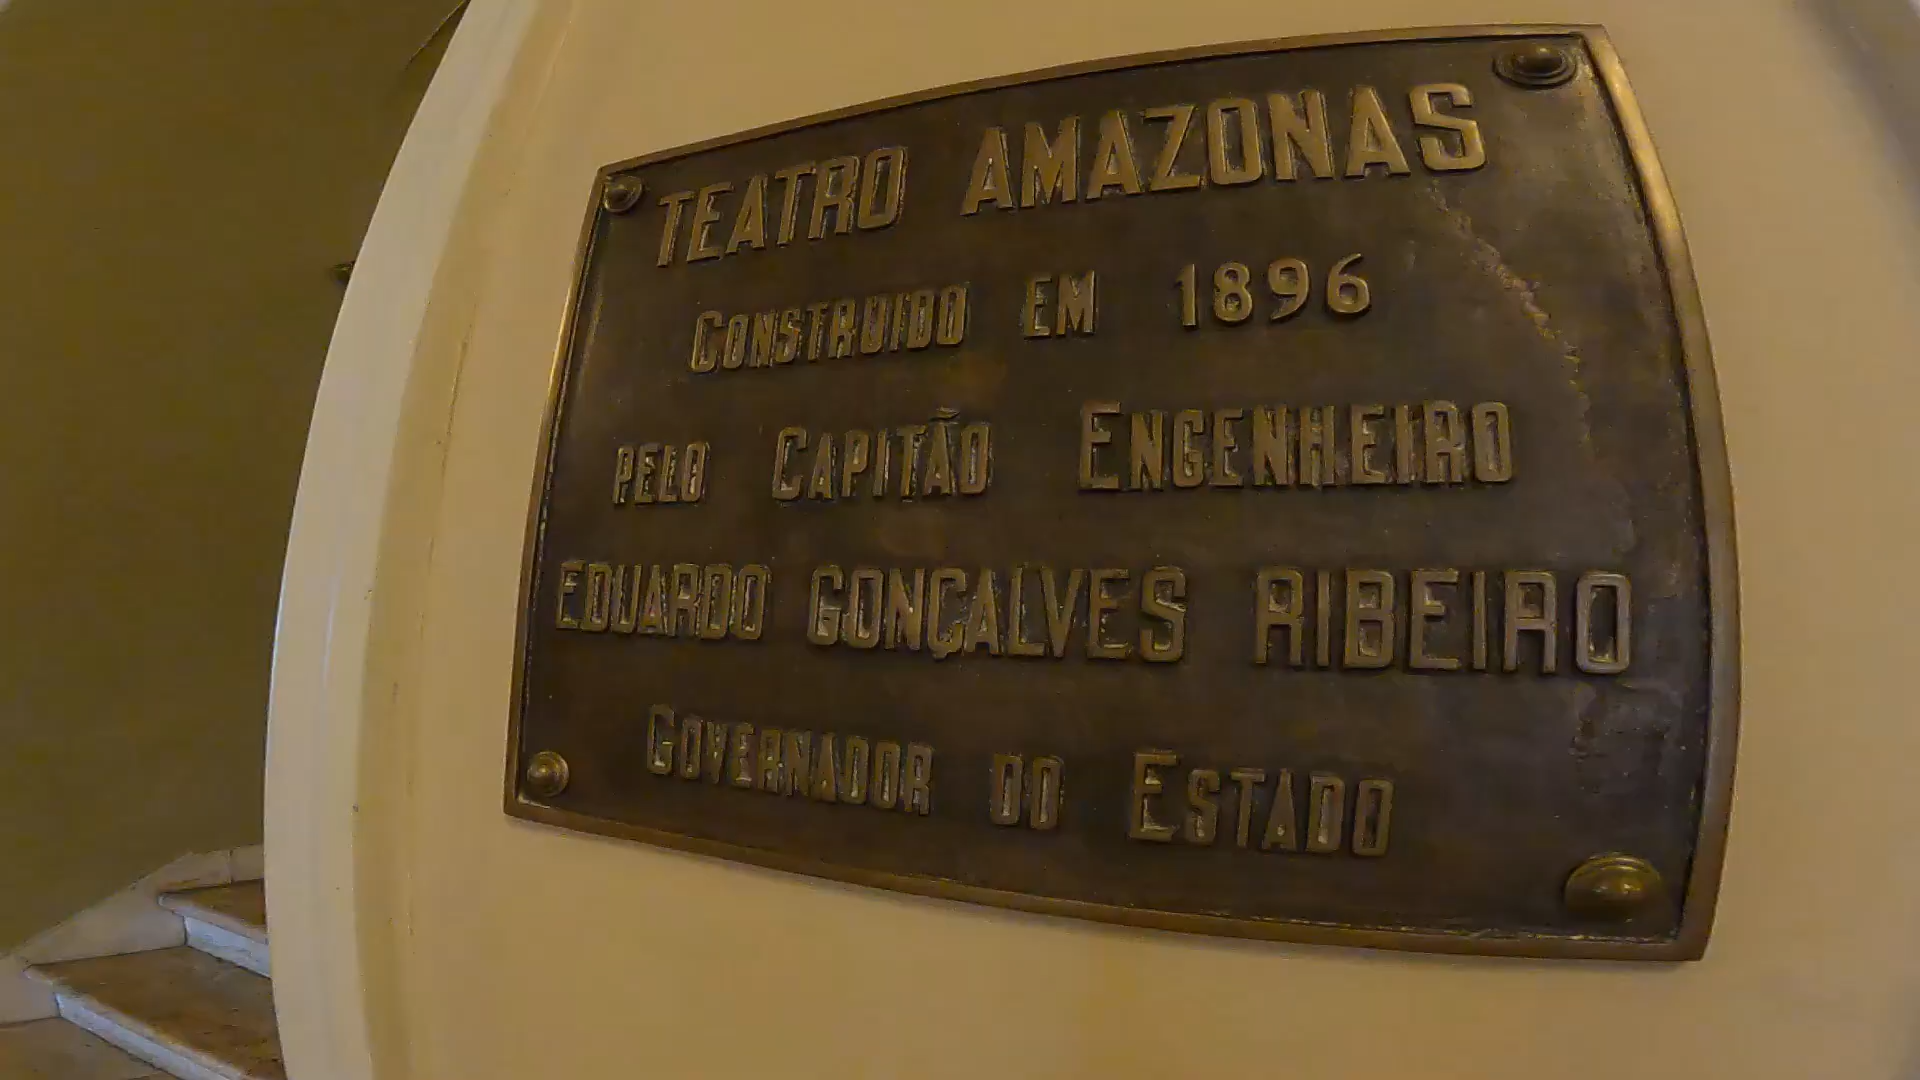 TEATRO AMAZONAS
CONSTRUIDO EM 1896
PELO CAPITÃO ENGENHEIRO
EDUARDO GONÇALVES RIBEIRO
GOVERNADOR DO ESTADO